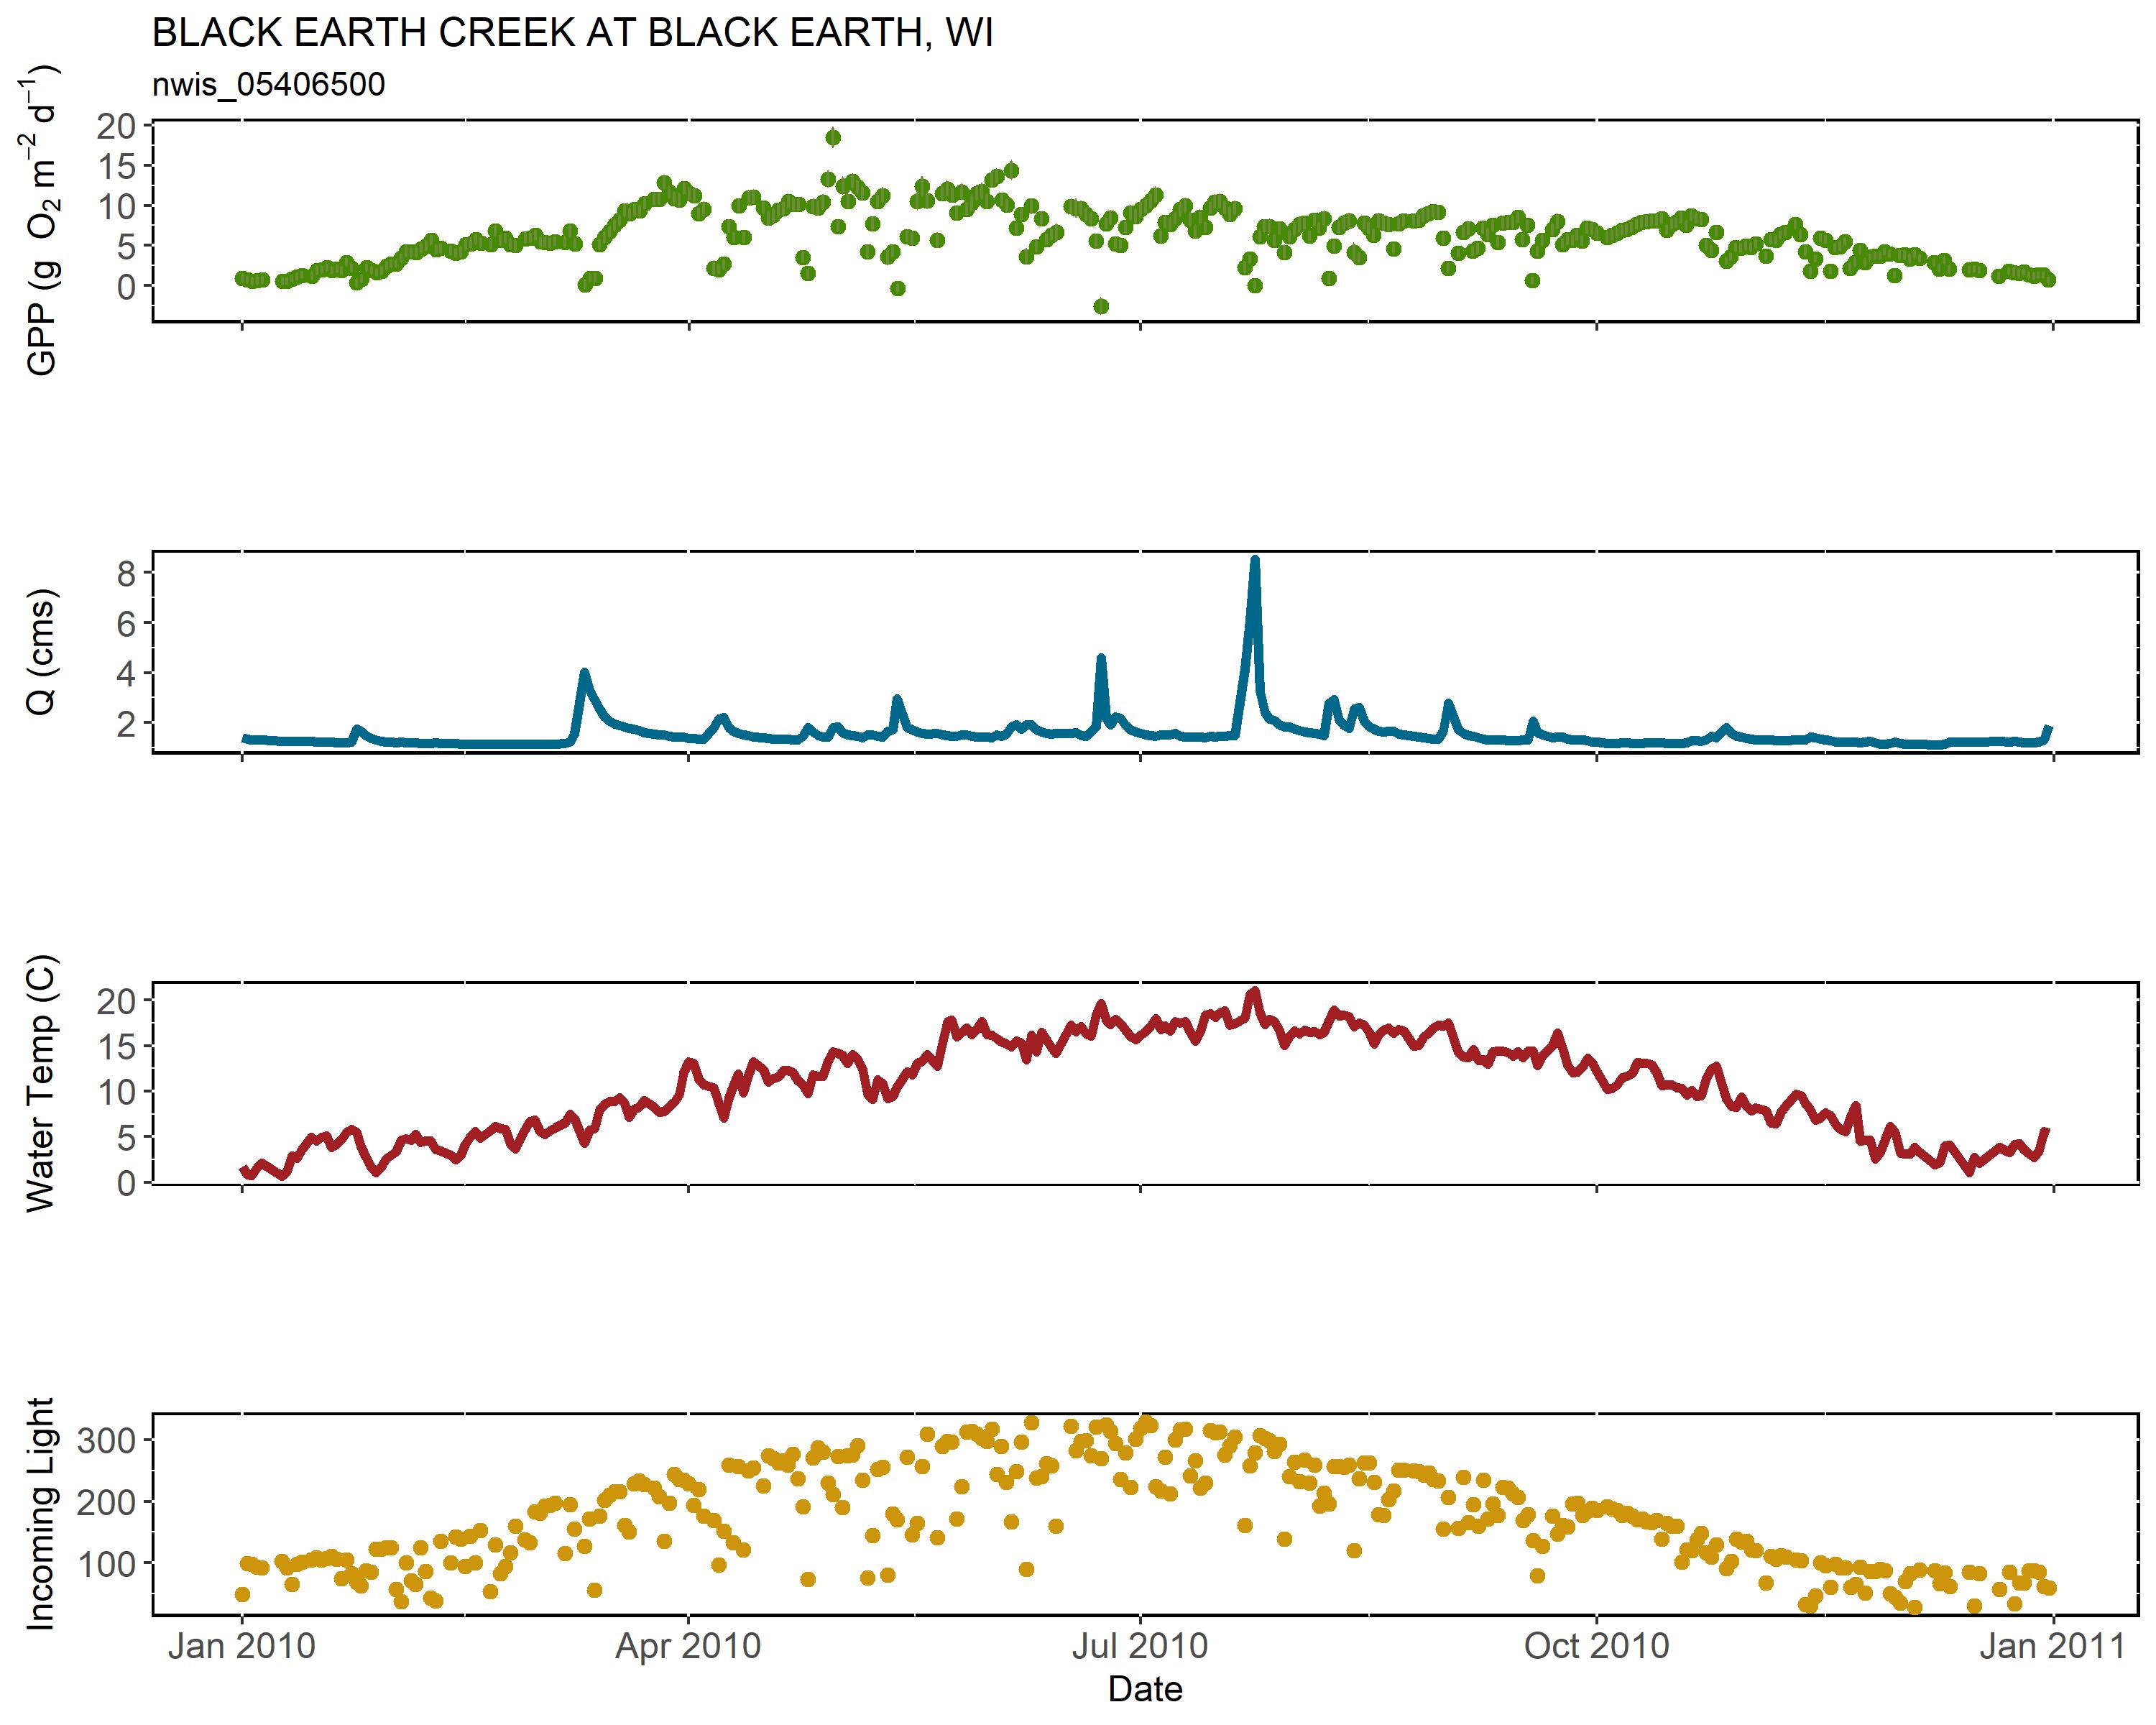 BLACK EARTH CREEK AT BLACK EARTH, WI
nwis_05406500
GPP (g O₂ m⁻² d⁻¹)
20
15
10
5
0
Q (cms)
8
6
4
2
Water Temp (C)
20
15
10
5
0
Incoming Light
300
200
100
Jan 2010 Apr 2010 Jul 2010 Oct 2010 Jan 2011
Date